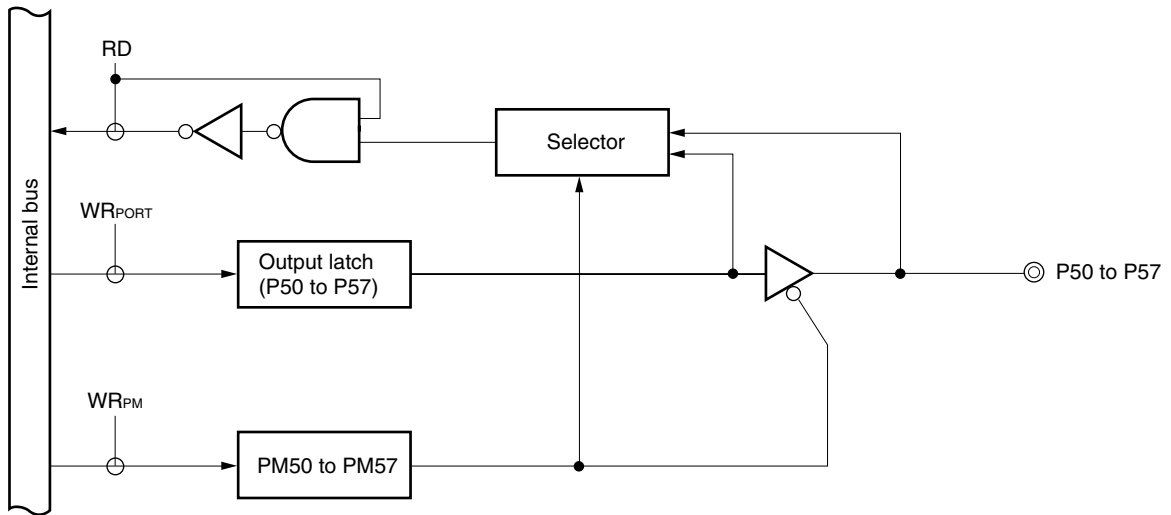 RD
Selector
Internal bus
WRPORT
Output latch
(P50 to P57)
P50 to P57
WRPM
PM50 to PM57